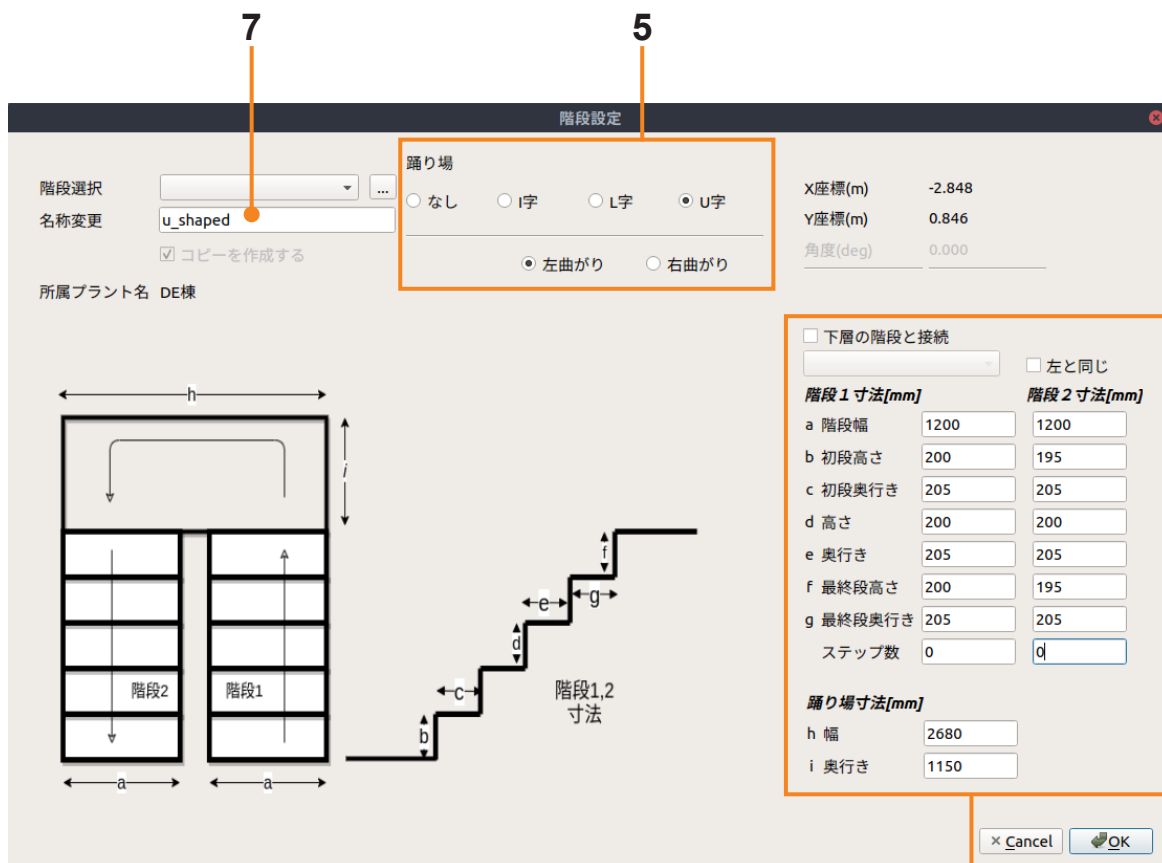 7
5
階段設定
踊り場
階段選択
...
なし
I字
L字
U字
名称変更
u_shaped
コピーを作成する
左曲がり
右曲がり
所属プラント名 DE棟
X座標(m) -2.848
Y座標(m) 0.846
角度(deg) 0.000
下層の階段と接続
左と同じ
階段1寸法[mm] 階段2寸法[mm]
a 階段幅 1200 1200
b 初段高さ 200 195
c 初段奥行き 205 205
d 高さ 200 200
e 奥行き 205 205
f 最終段高さ 200 195
g 最終段奥行き 205 205
ステップ数 0 0
踊り場寸法[mm]
h 幅 2680
i 奥行き 1150
h
i
階段2
階段1
a
a
f
g
e
d
c
b
階段1,2
寸法
Cancel
OK